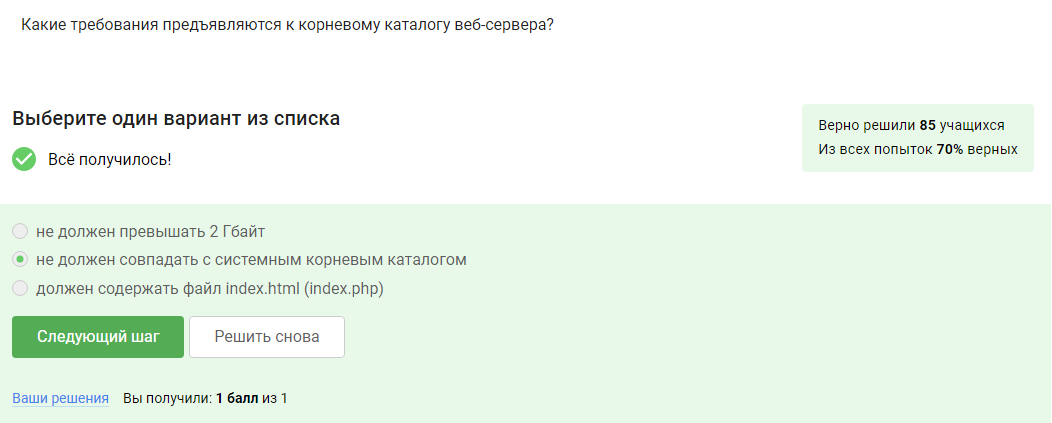 Какие требования предъявляются к корневому каталогу веб-сервера?
Выберите один вариант из списка
Всё получилось!
Верно решили 85 учащихся
Из всех попыток 70% верных
не должен превышать 2 Гбайт
не должен совпадать с системным корневым каталогом
должен содержать файл index.html (index.php)
Следующий шаг
Решить снова
Ваши решения
Вы получили: 1 балл из 1